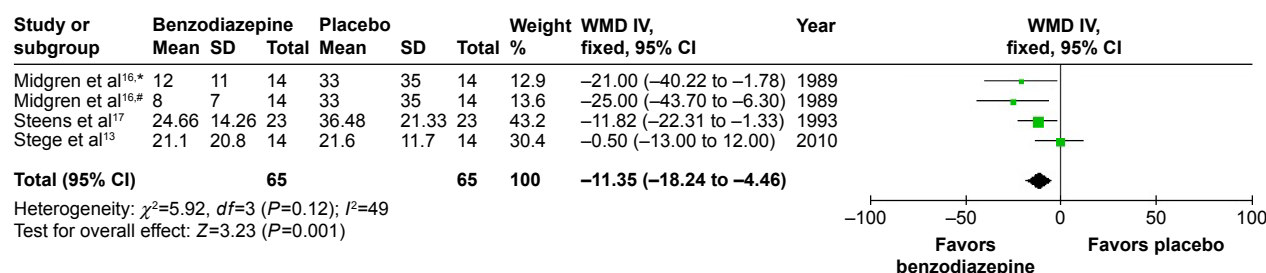 Study or Benzodiazepine Placebo Weight WMD IV, Year WMD IV,
subgroup Mean SD Total Mean SD Total % fixed, 95% CI fixed, 95% CI
Midgren et al16,* 12 11 14 33 35 14 12.9 –21.00 (–40.22 to –1.78) 1989
Midgren et al16,# 8 7 14 33 35 14 13.6 –25.00 (–43.70 to –6.30) 1989
Steens et al17 24.66 14.26 23 36.48 21.33 23 43.2 –11.82 (–22.31 to –1.33) 1993
Stege et al13 21.1 20.8 14 21.6 11.7 14 30.4 –0.50 (–13.00 to 12.00) 2010
Total (95% CI) 65 65 100 –11.35 (–18.24 to –4.46)
Heterogeneity: χ²=5.92, df=3 (P=0.12); I²=49
Test for overall effect: Z=3.23 (P=0.001)
–100 –50 0 50 100
Favors Favors placebo
benzodiazepine